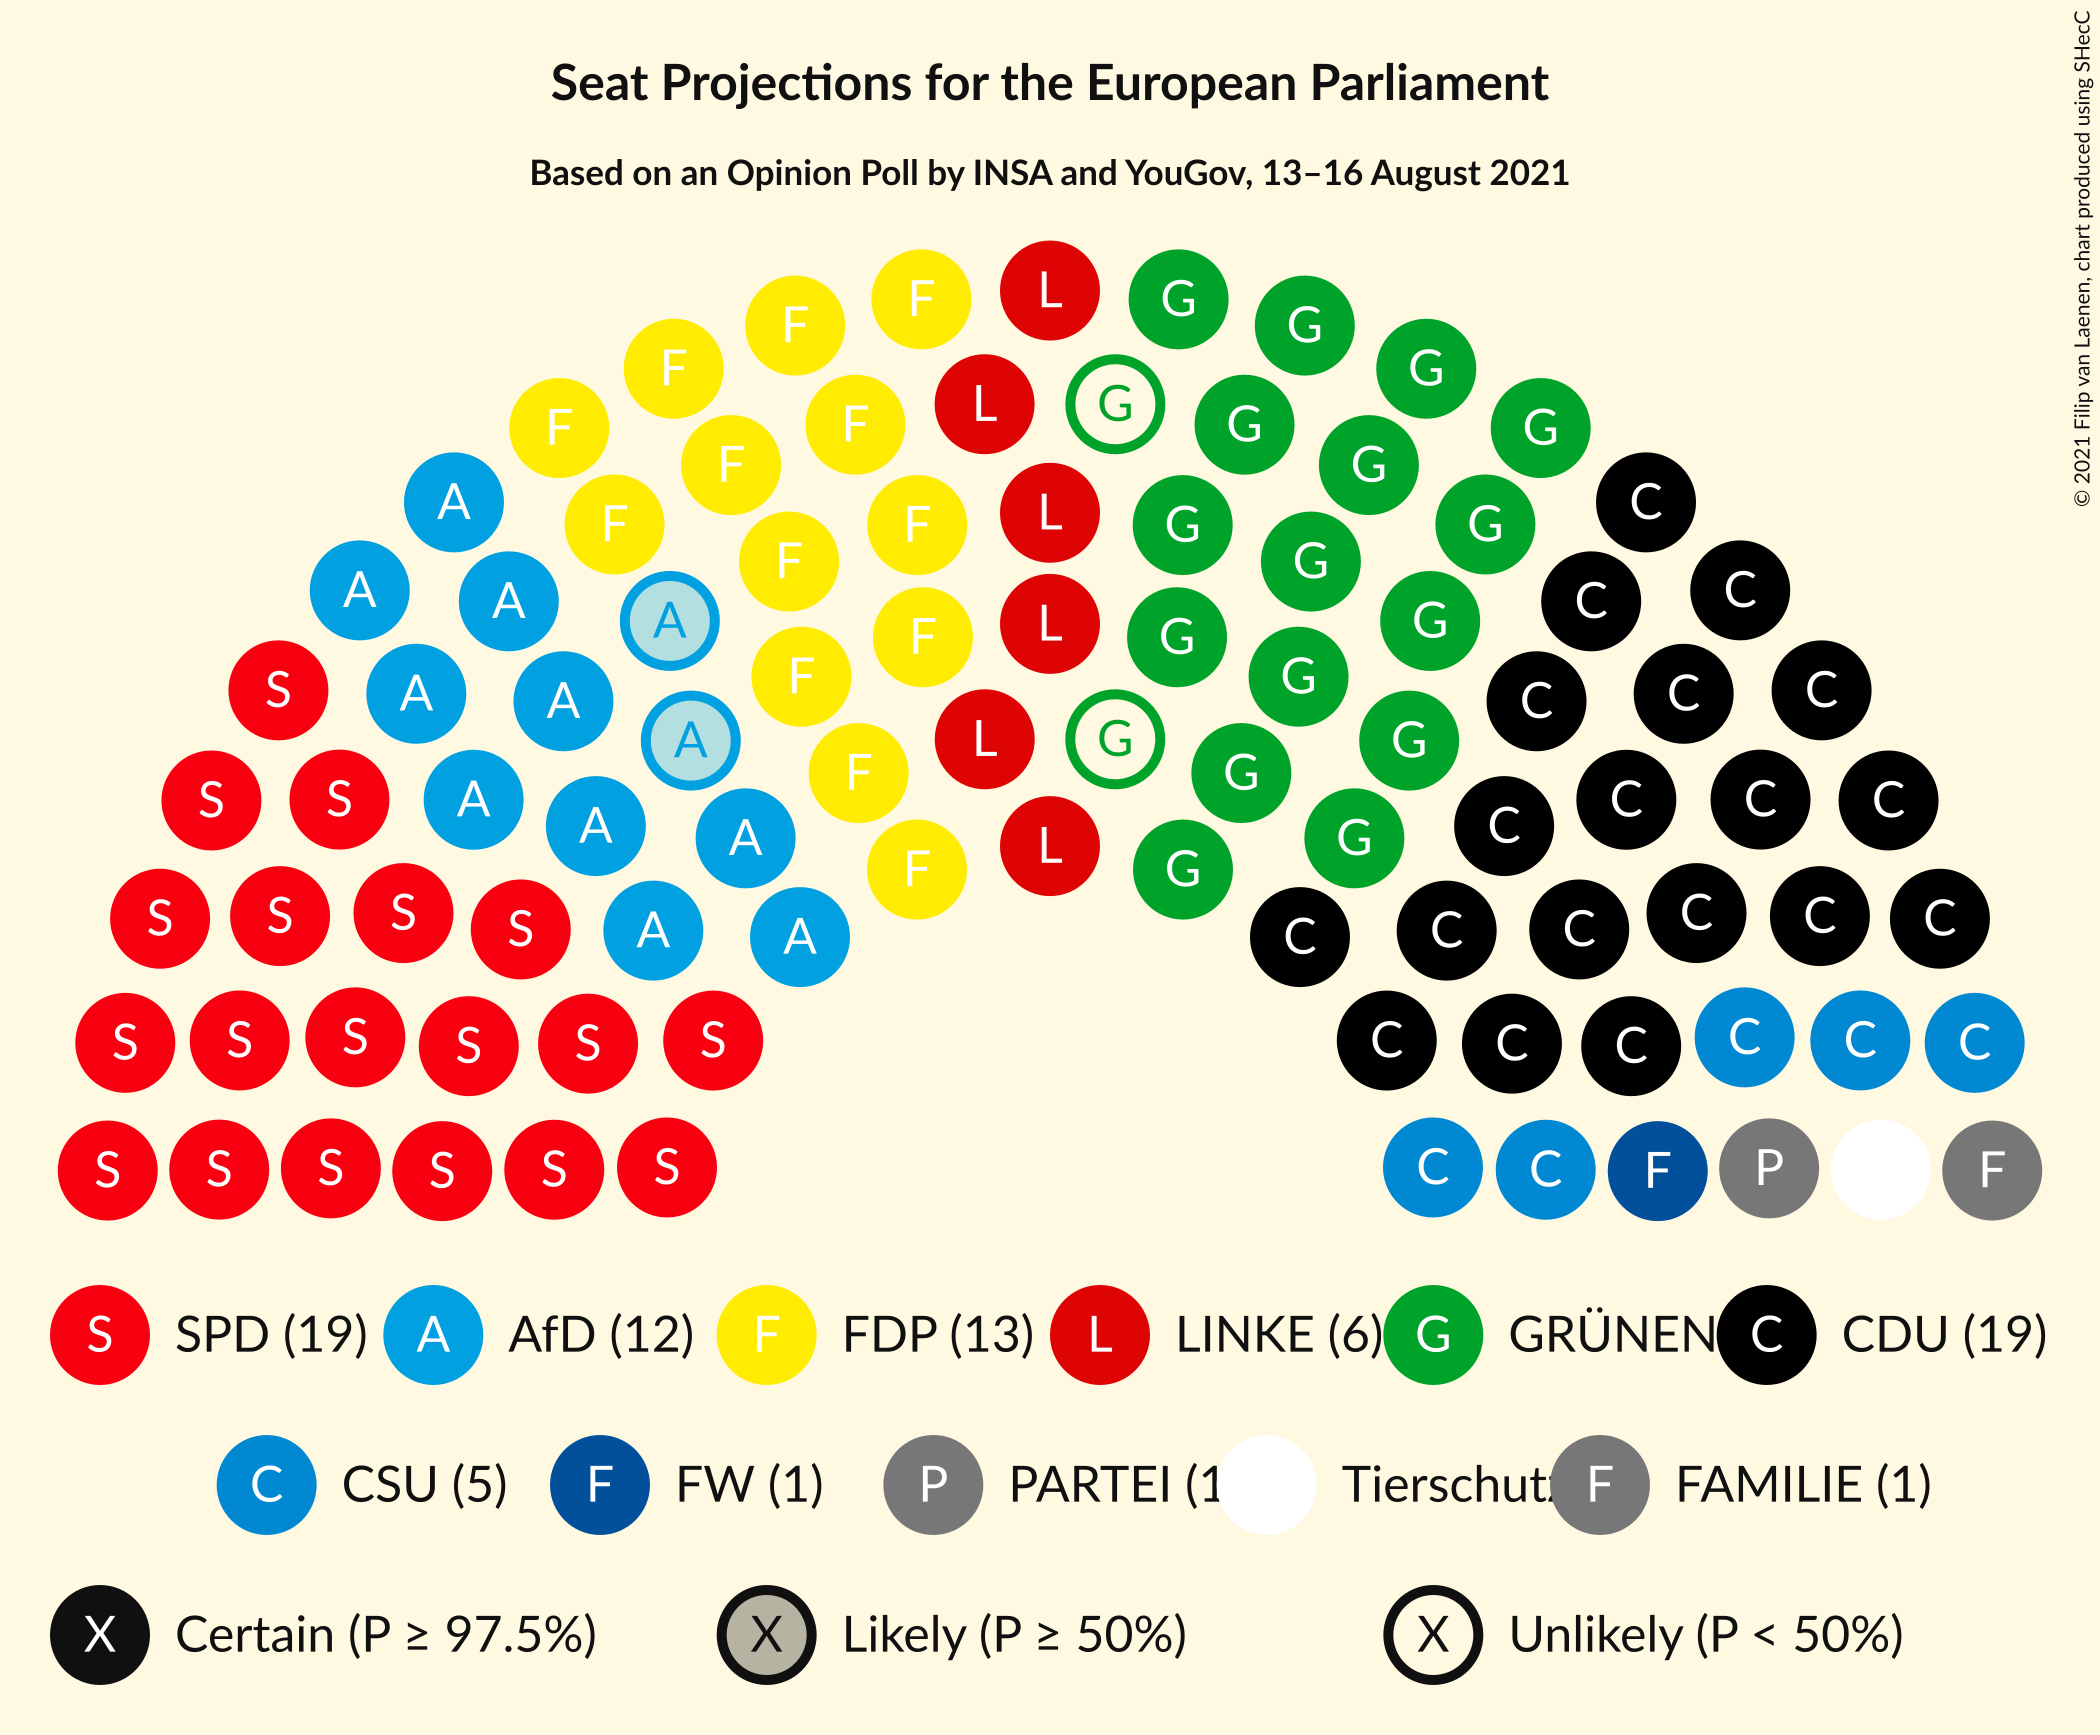 Seat Projections for the European Parliament
Based on an Opinion Poll by INSA and YouGov, 13–16 August 2021
© 2021 Filip van Laenen, chart produced using SHecC
F F L G G
F F L G G G G
F F F L G G G G
A F F L G G G C
A A A F L G G C C
S A A A F L G G C C C
S S A A A F L G G C C C C
S S S S A A F G C C C C C C
S S S S S S C C C C C C
S S S S S S C C F P F
S SPD (19) A AfD (12) F FDP (13) L LINKE (6) G GRÜNEN C CDU (19)
C CSU (5) F FW (1) P PARTEI (1 Tierschutz F FAMILIE (1)
X Certain (P ≥ 97.5%) X Likely (P ≥ 50%) X Unlikely (P < 50%)